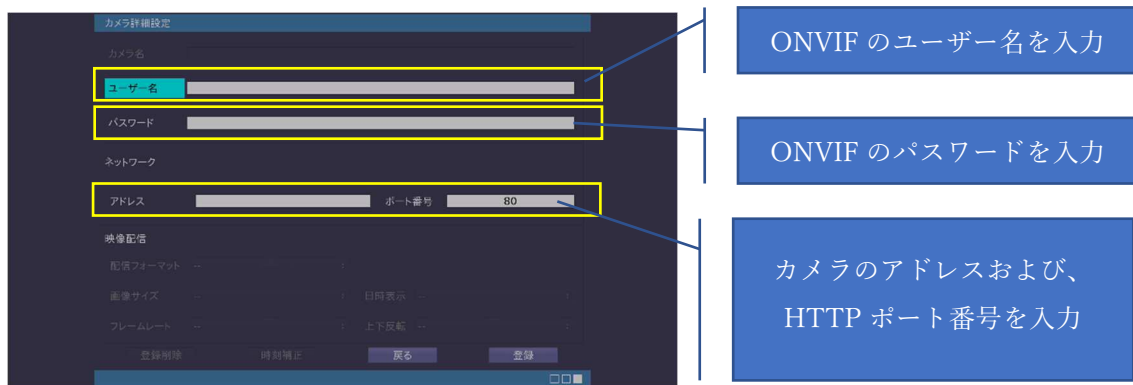 カメラ詳細設定
カメラ名
ユーザー名
パスワード
ネットワーク
アドレス ポート番号 80
映像配信
配信フォーマット --
画像サイズ -- 日時表示 --
フレームレート -- 上下反転 --
登録削除 時刻補正 戻る 登録
ONVIF のユーザー名を入力
ONVIF のパスワードを入力
カメラのアドレスおよび、
HTTP ポート番号を入力